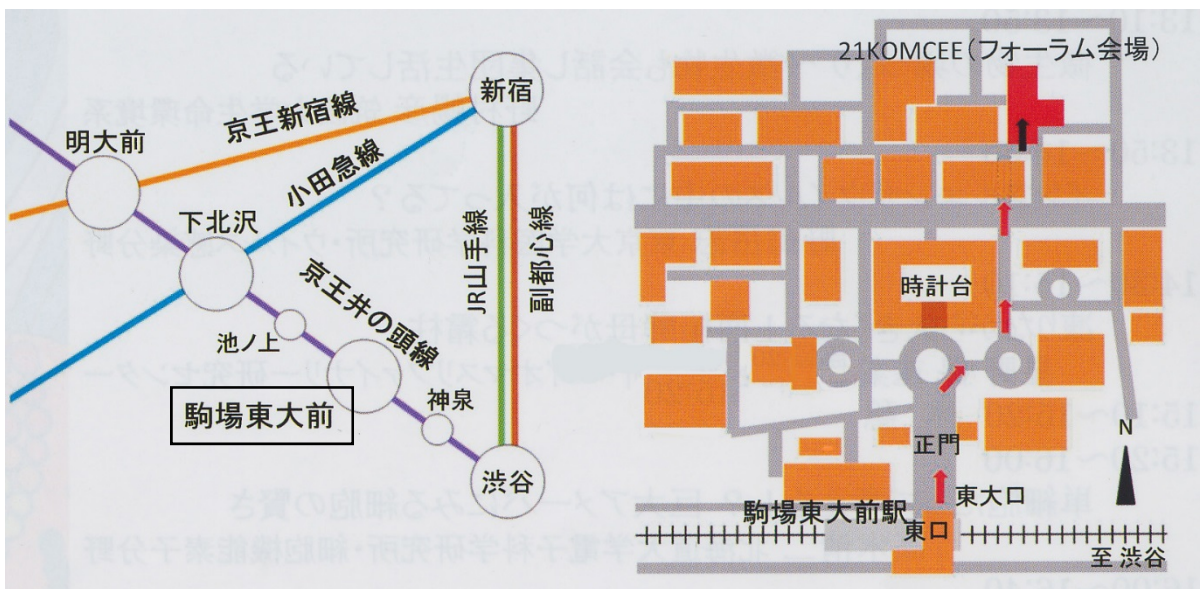 新宿
京王新宿線
明大前
小田急線
下北沢
JR山手線
副都心線
京王井の頭線
池ノ上
神泉
駒場東大前
渋谷
21KOMCEE(フォーラム会場)
時計台
N
正門
東大口
駒場東大前駅
東口
至 渋谷